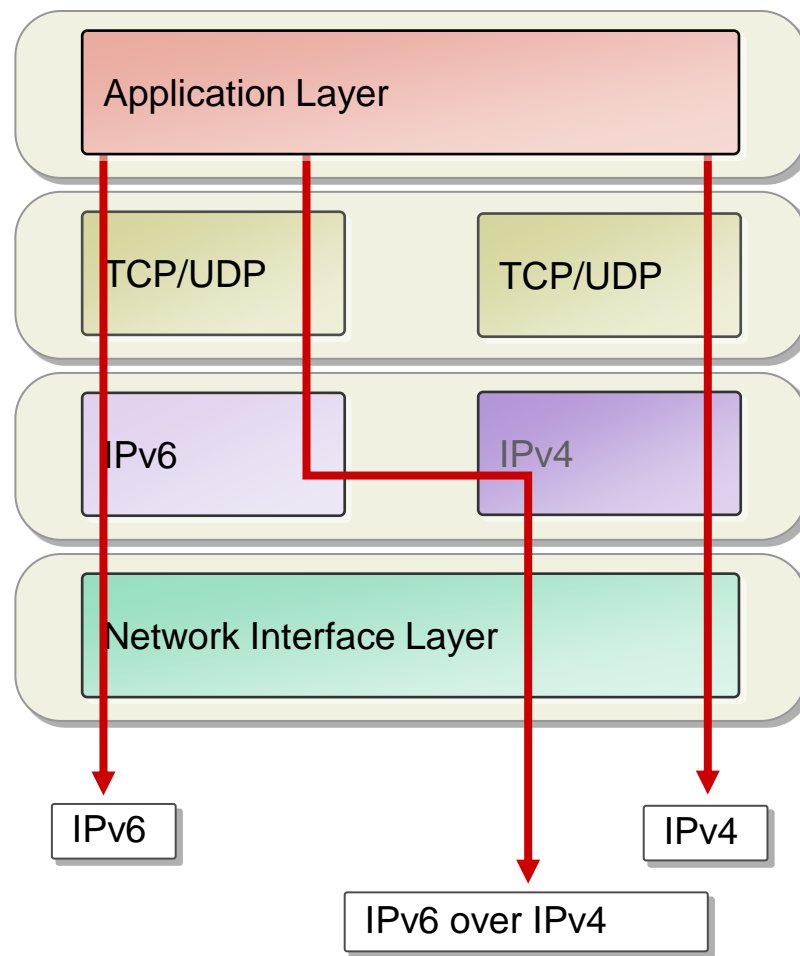 Application Layer
TCP/UDP
TCP/UDP
IPv6
IPv4
Network Interface Layer
IPv6
IPv4
IPv6 over IPv4